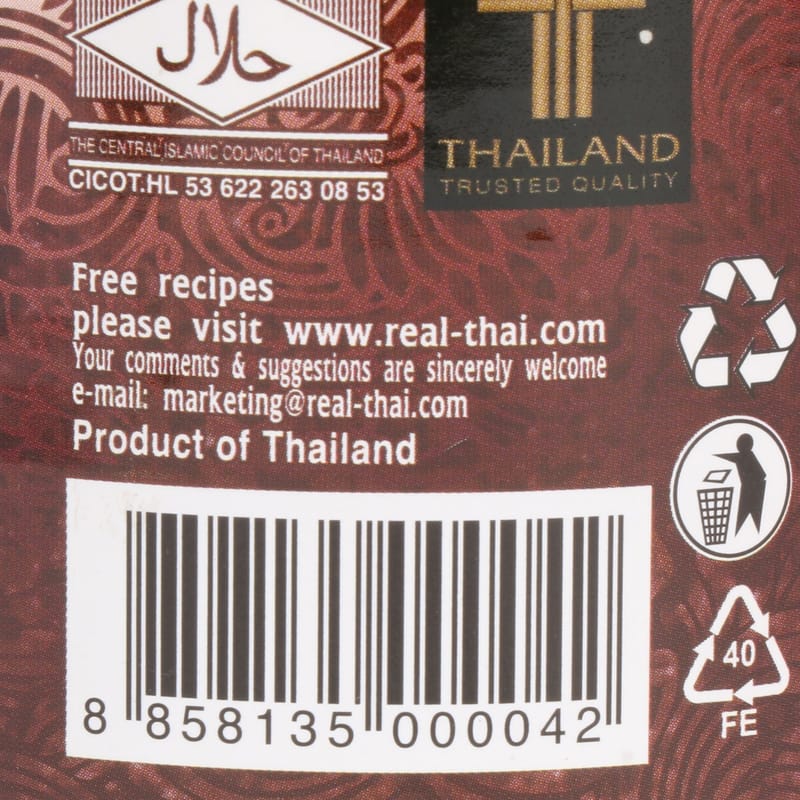 حلال
THE CENTRAL ISLAMIC COUNCIL OF THAILAND
CICOT.HL 53 622 263 08 53
THAILAND
TRUSTED QUALITY
Free recipes
please visit www.real-thai.com
Your comments & suggestions are sincerely welcome
e-mail: marketing@real-thai.com
Product of Thailand
8 858135 000042
40
FE